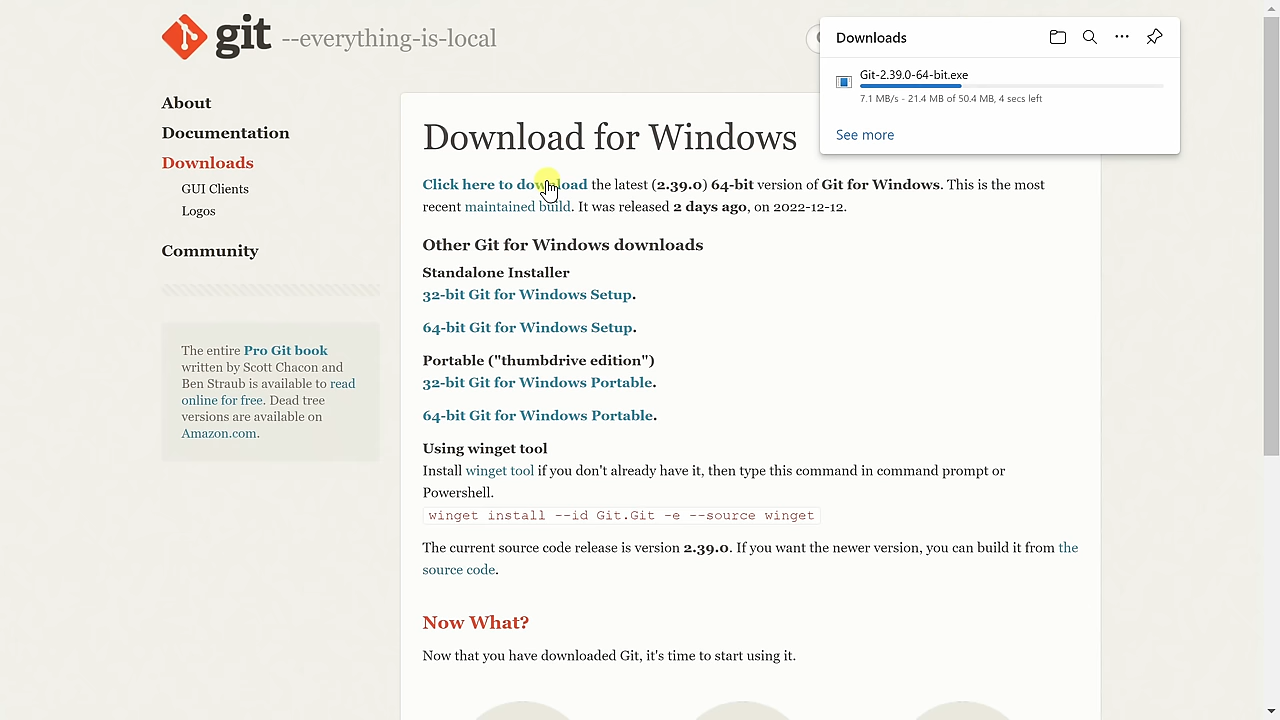 git --everything-is-local
Downloads
Git-2.39.0-64-bit.exe
7.1 MB/s - 21.4 MB of 50.4 MB, 4 secs left
See more
About
Documentation
Downloads
GUI Clients
Logos
Community
The entire Pro Git book
written by Scott Chacon and
Ben Straub is available to read
online for free. Dead tree
versions are available on
Amazon.com.
Download for Windows
Click here to download the latest (2.39.0) 64-bit version of Git for Windows. This is the most
recent maintained build. It was released 2 days ago, on 2022-12-12.
Other Git for Windows downloads
Standalone Installer
32-bit Git for Windows Setup.
64-bit Git for Windows Setup.
Portable ("thumbdrive edition")
32-bit Git for Windows Portable.
64-bit Git for Windows Portable.
Using winget tool
Install winget tool if you don't already have it, then type this command in command prompt or
Powershell.
winget install --id Git.Git -e --source winget
The current source code release is version 2.39.0. If you want the newer version, you can build it from the
source code.
Now What?
Now that you have downloaded Git, it's time to start using it.